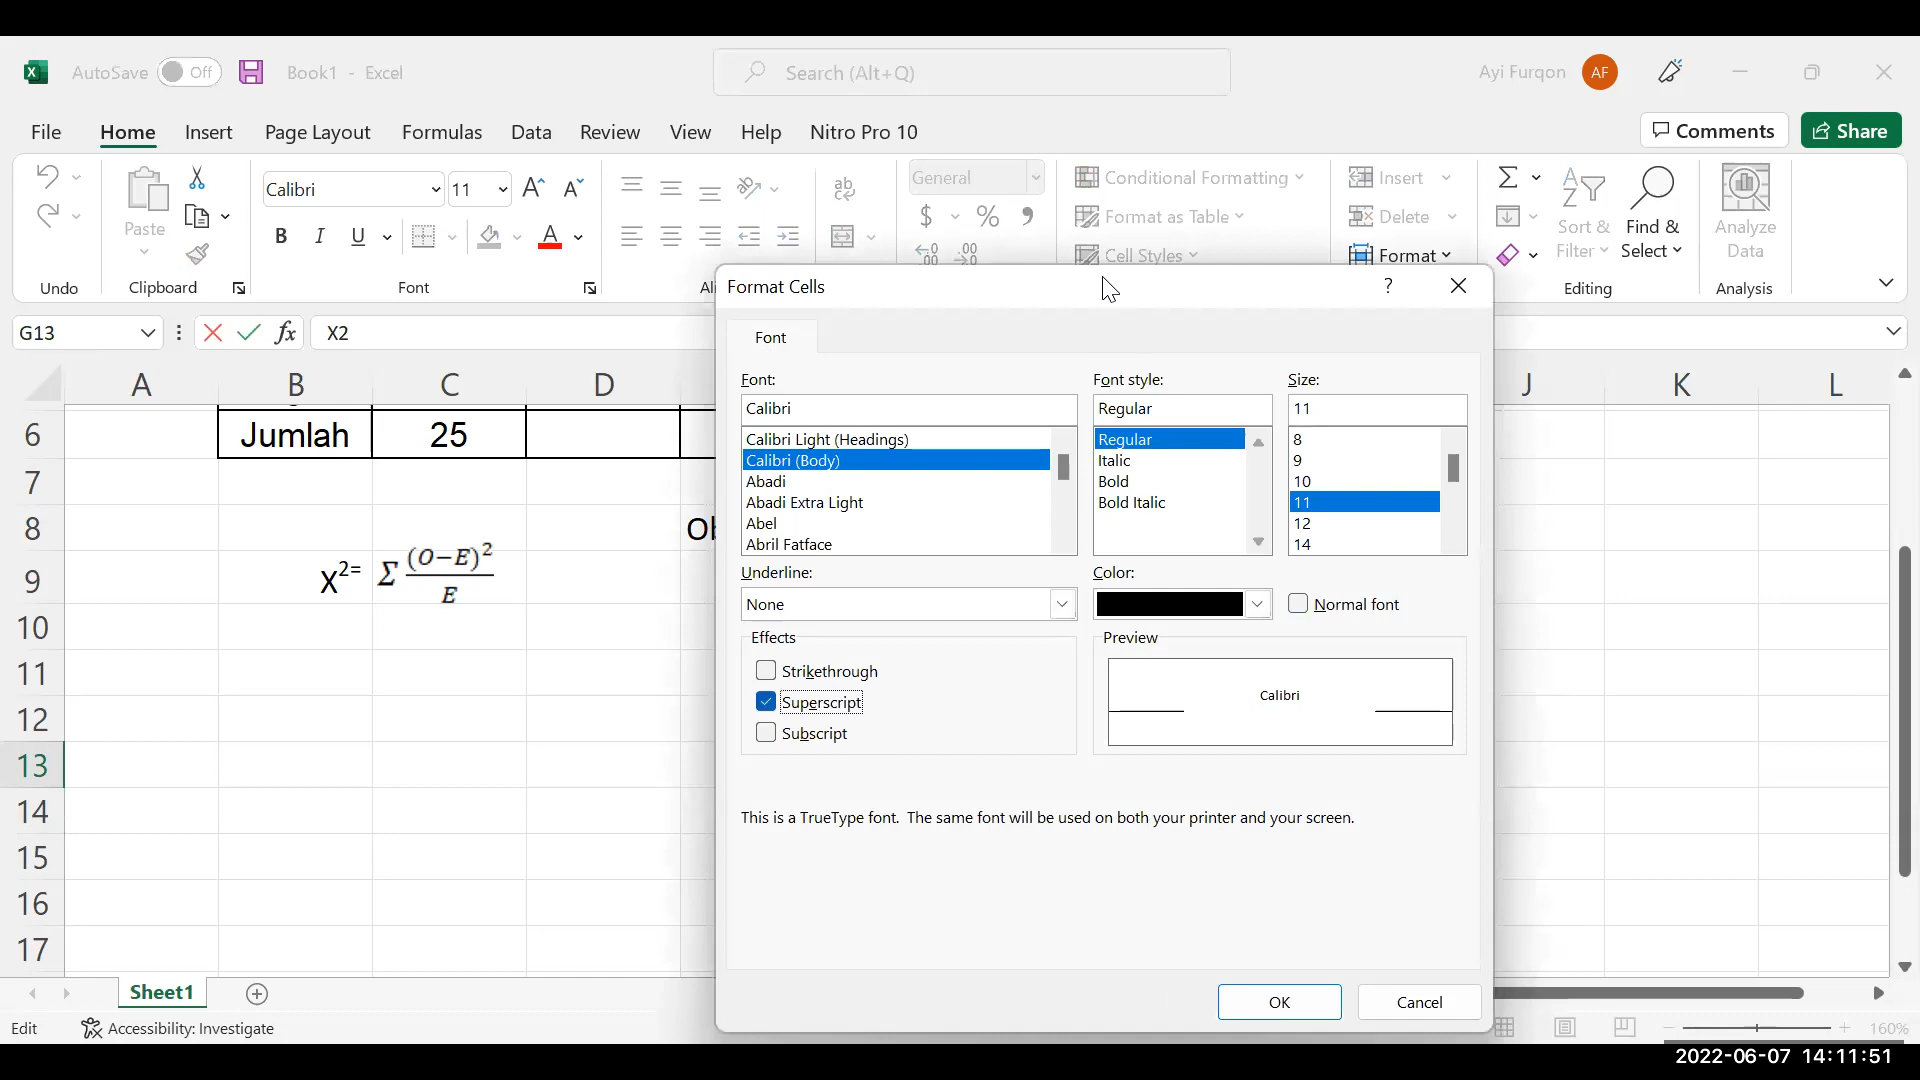 AutoSave Off Book1 - Excel Search (Alt+Q) Ayi Furqon AF
File Home Insert Page Layout Formulas Data Review View Help Nitro Pro 10 Comments Share
Calibri 11 General Conditional Formatting Insert
Paste Format as Table Delete Sort & Find & Analyze
B I U Cell Styles Format Filter Select Data
Undo Clipboard Font Editing Analysis
G13 fx X2
Format Cells
Font
A B C D J K L
Font: Font style: Size:
Calibri Regular 11
Calibri Light (Headings) Regular 8
Calibri (Body) Italic 9
Abadi Bold 10
Abadi Extra Light Bold Italic 11
Abel 12
Abril Fatface 14
Underline: Color:
None Normal font
Effects Preview
Strikethrough
Superscript
Subscript
Calibri
This is a TrueType font. The same font will be used on both your printer and your screen.
OK Cancel
6 Jumlah 25
7
8
9 X²⁼ Σ (O−E)² / E
10
11
12
13
14
15
16
17
Sheet1
Edit Accessibility: Investigate 160%
2022-06-07 14:11:51